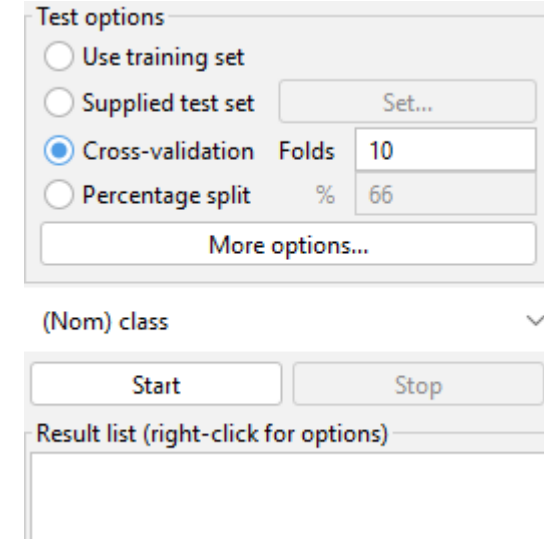 Test options
Use training set
Supplied test set Set...
Cross-validation Folds 10
Percentage split % 66
More options...
(Nom) class
Start Stop
Result list (right-click for options)